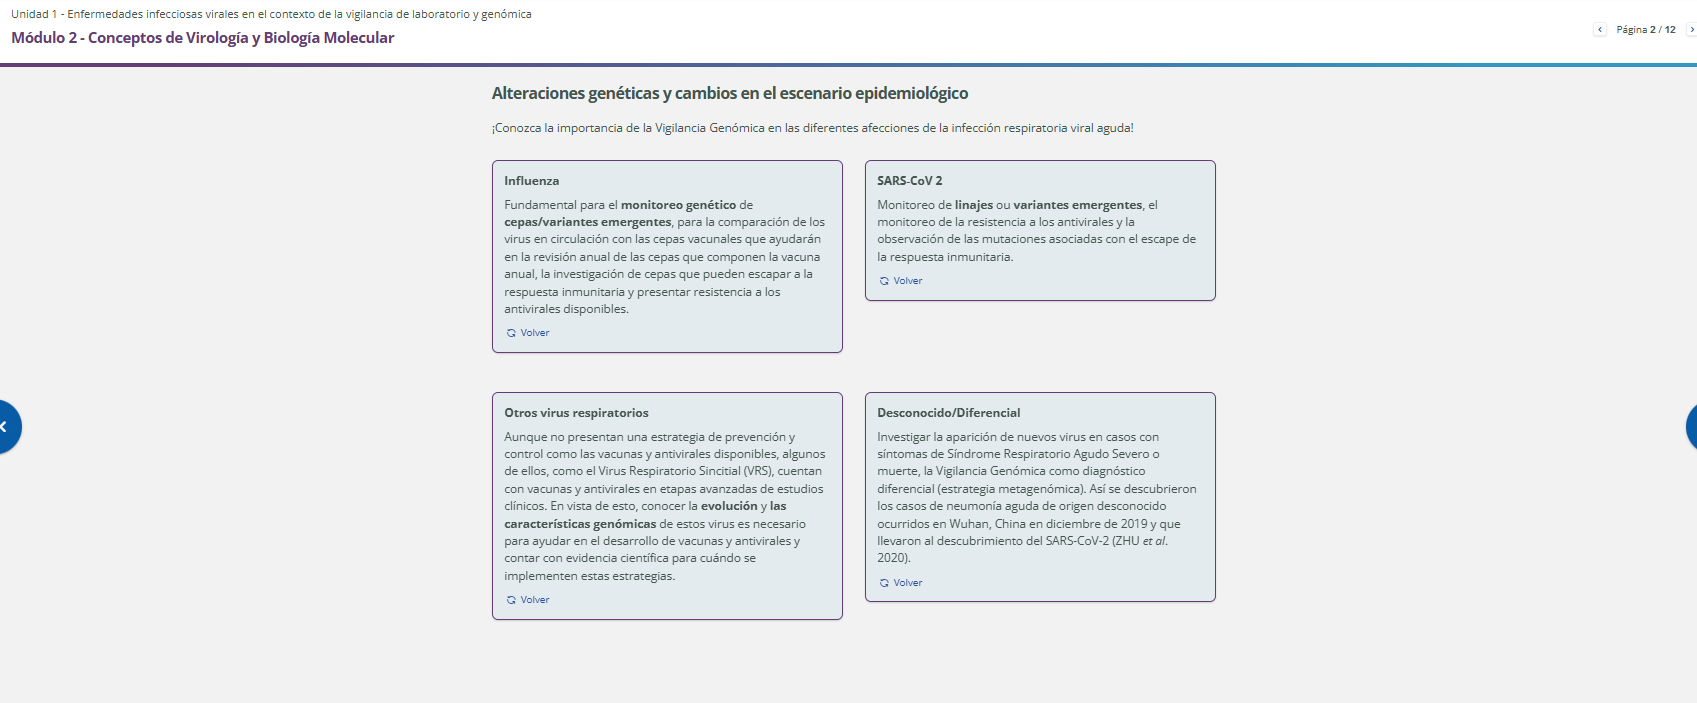 Unidad 1 - Enfermedades infecciosas virales en el contexto de la vigilancia de laboratorio y genómica
Módulo 2 - Conceptos de Virología y Biología Molecular
Página 2 / 12
Alteraciones genéticas y cambios en el escenario epidemiológico
¡Conozca la importancia de la Vigilancia Genómica en las diferentes afecciones de la infección respiratoria viral aguda!
Influenza
Fundamental para el monitoreo genético de
cepas/variantes emergentes, para la comparación de los
virus en circulación con las cepas vacunales que ayudarán
en la revisión anual de las cepas que componen la vacuna
anual, la investigación de cepas que pueden escapar a la
respuesta inmunitaria y presentar resistencia a los
antivirales disponibles.
Volver
SARS-CoV 2
Monitoreo de linajes ou variantes emergentes, el
monitoreo de la resistencia a los antivirales y la
observación de las mutaciones asociadas con el escape de
la respuesta inmunitaria.
Volver
Otros virus respiratorios
Aunque no presentan una estrategia de prevención y
control como las vacunas y antivirales disponibles, algunos
de ellos, como el Virus Respiratorio Sincitial (VRS), cuentan
con vacunas y antivirales en etapas avanzadas de estudios
clínicos. En vista de esto, conocer la evolución y las
características genómicas de estos virus es necesario
para ayudar en el desarrollo de vacunas y antivirales y
contar con evidencia científica para cuándo se
implementen estas estrategias.
Volver
Desconocido/Diferencial
Investigar la aparición de nuevos virus en casos con
síntomas de Síndrome Respiratorio Agudo Severo o
muerte, la Vigilancia Genómica como diagnóstico
diferencial (estrategia metagenómica). Así se descubrieron
los casos de neumonía aguda de origen desconocido
ocurridos en Wuhan, China en diciembre de 2019 y que
llevaron al descubrimiento del SARS-CoV-2 (ZHU et al.
2020).
Volver